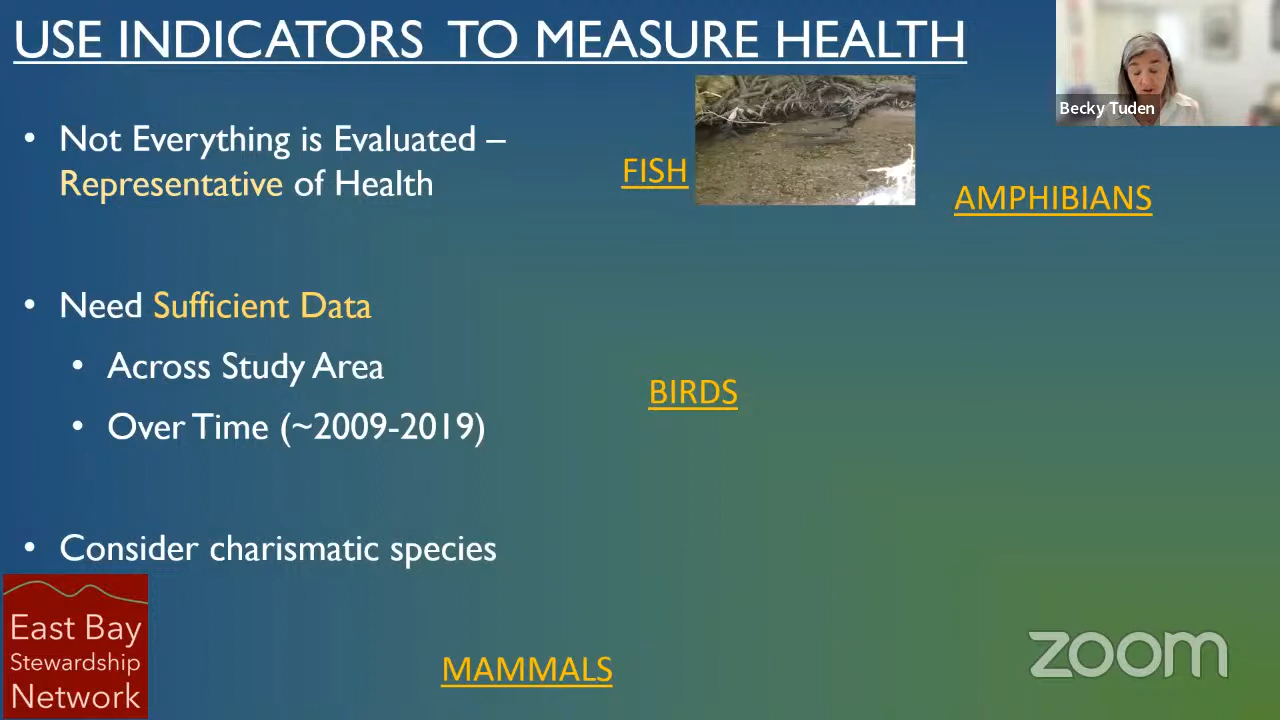 USE INDICATORS TO MEASURE HEALTH
Becky Tuden
• Not Everything is Evaluated –
Representative of Health
FISH
AMPHIBIANS
• Need Sufficient Data
• Across Study Area
• Over Time (~2009-2019)
BIRDS
• Consider charismatic species
East Bay
Stewardship
Network
MAMMALS
zoom